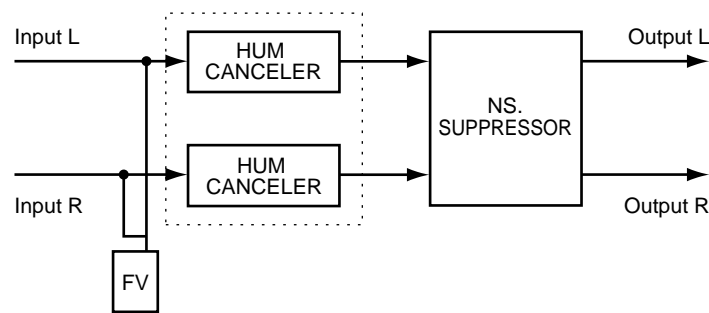 Input L
HUM
CANCELER
Output L
NS.
SUPPRESSOR
HUM
CANCELER
Input R
Output R
FV